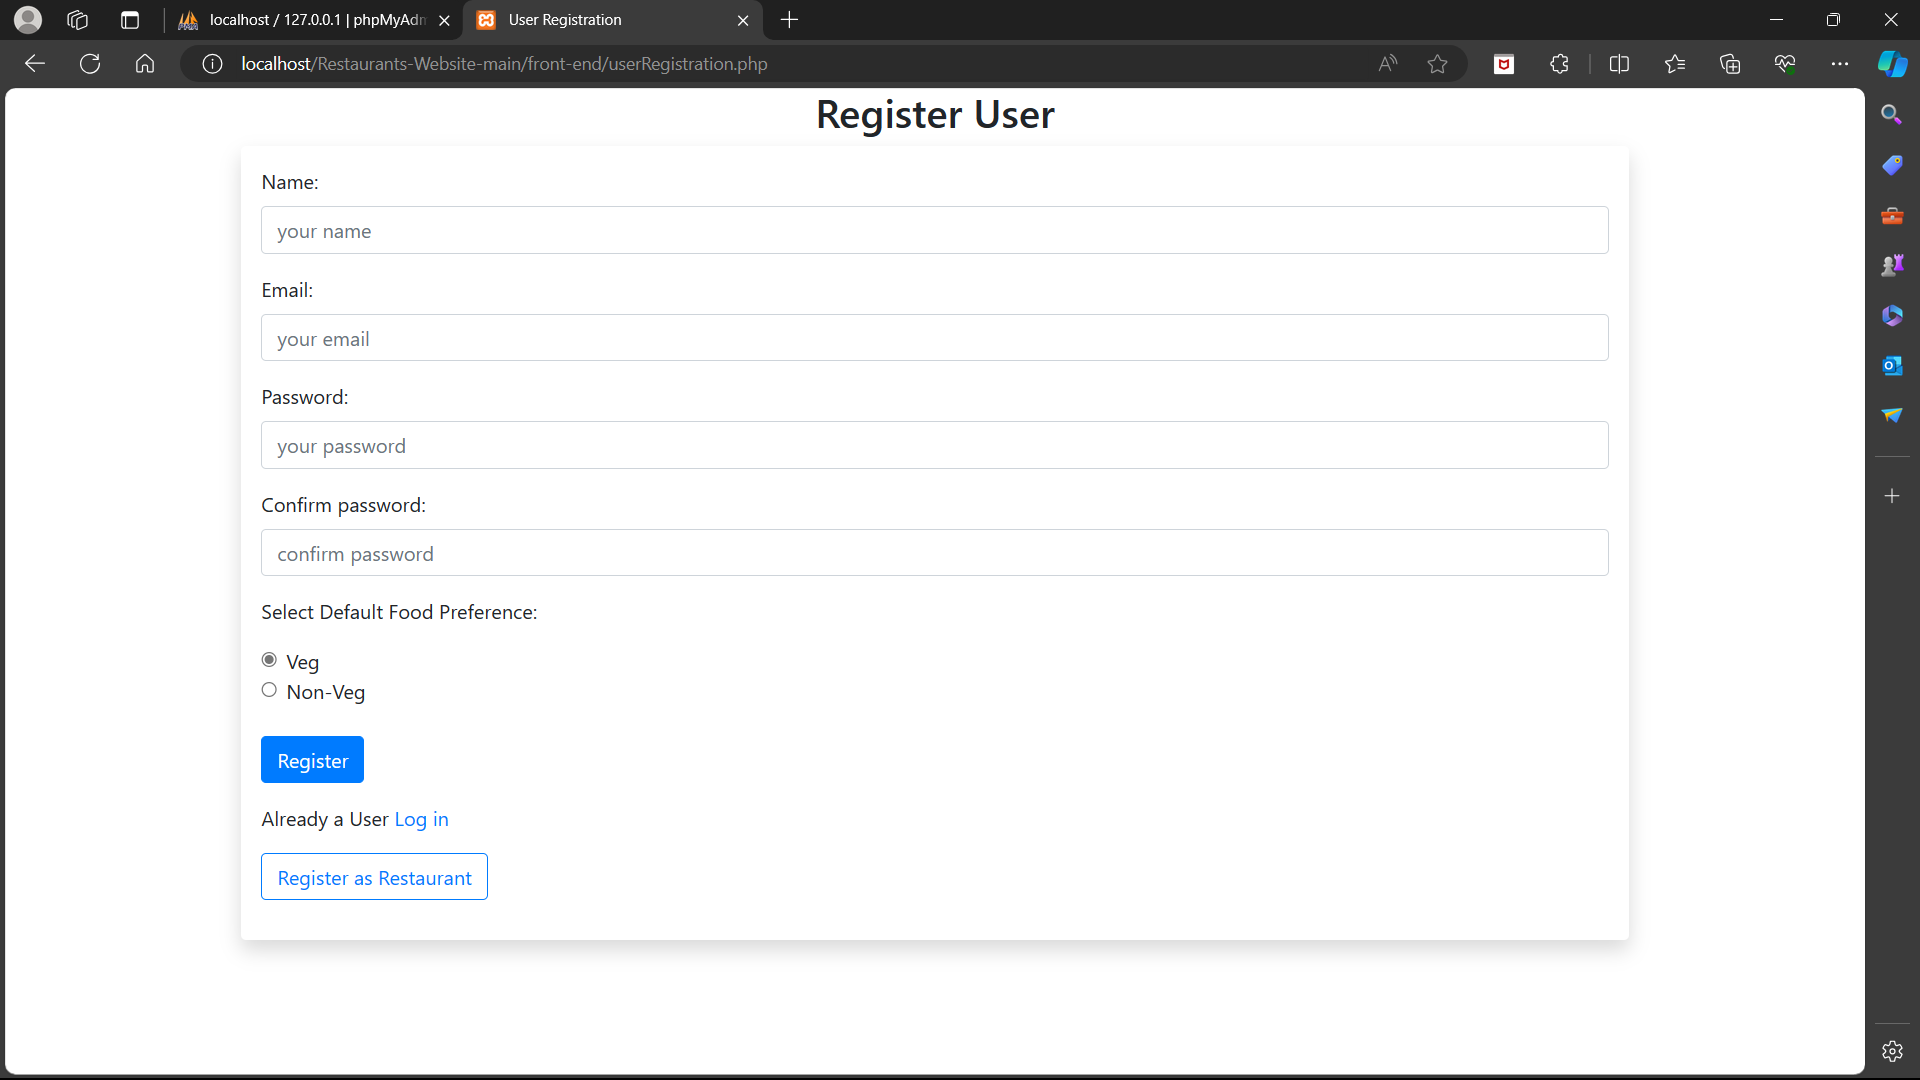 localhost / 127.0.0.1 | phpMyAdm
User Registration
localhost/Restaurants-Website-main/front-end/userRegistration.php
Register User
Name:
your name
Email:
your email
Password:
your password
Confirm password:
confirm password
Select Default Food Preference:
Veg
Non-Veg
Register
Already a User Log in
Register as Restaurant